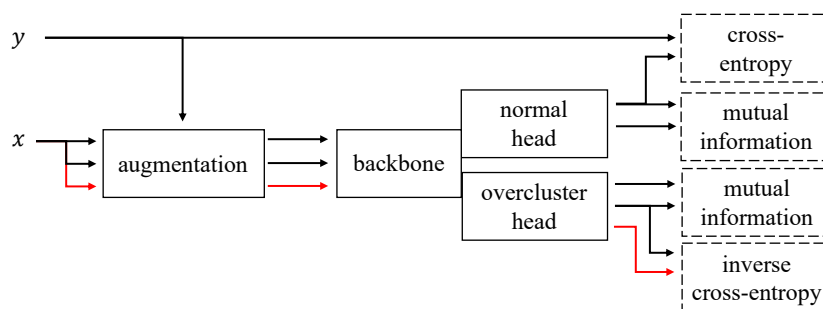 y
cross-
entropy
x
augmentation
backbone
normal
head
mutual
information
overcluster
head
mutual
information
inverse
cross-entropy